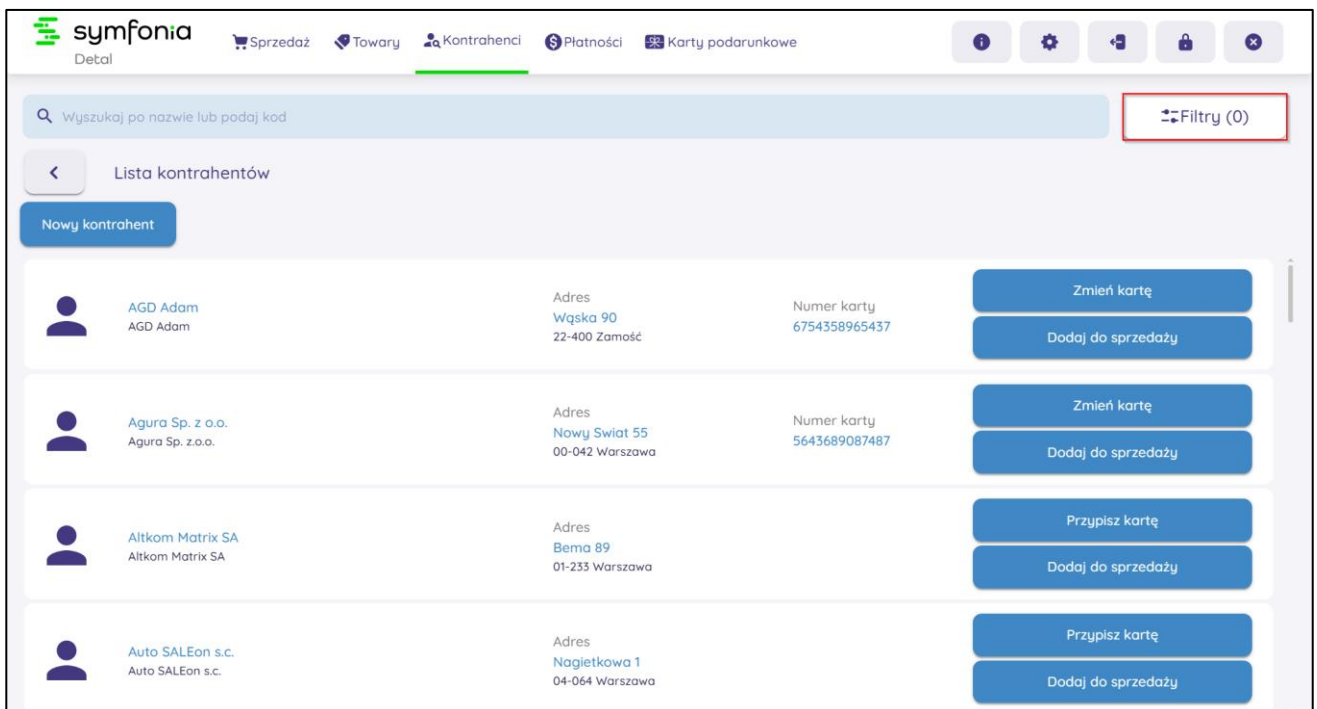 symfonia
Detal
Sprzedaż Towary Kontrahenci Płatności Karty podarunkowe
Wyszukaj po nazwie lub podaj kod
Filtry (0)
Lista kontrahentów
Nowy kontrahent
AGD Adam
AGD Adam
Adres
Wąska 90
22-400 Zamość
Numer karty
6754358965437
Zmień kartę
Dodaj do sprzedaży
Agura Sp. z o.o.
Agura Sp. z.o.o.
Adres
Nowy Swiat 55
00-042 Warszawa
Numer karty
5643689087487
Zmień kartę
Dodaj do sprzedaży
Altkom Matrix SA
Altkom Matrix SA
Adres
Bema 89
01-233 Warszawa
Przypisz kartę
Dodaj do sprzedaży
Auto SALEon s.c.
Auto SALEon s.c.
Adres
Nagietkowa 1
04-064 Warszawa
Przypisz kartę
Dodaj do sprzedaży